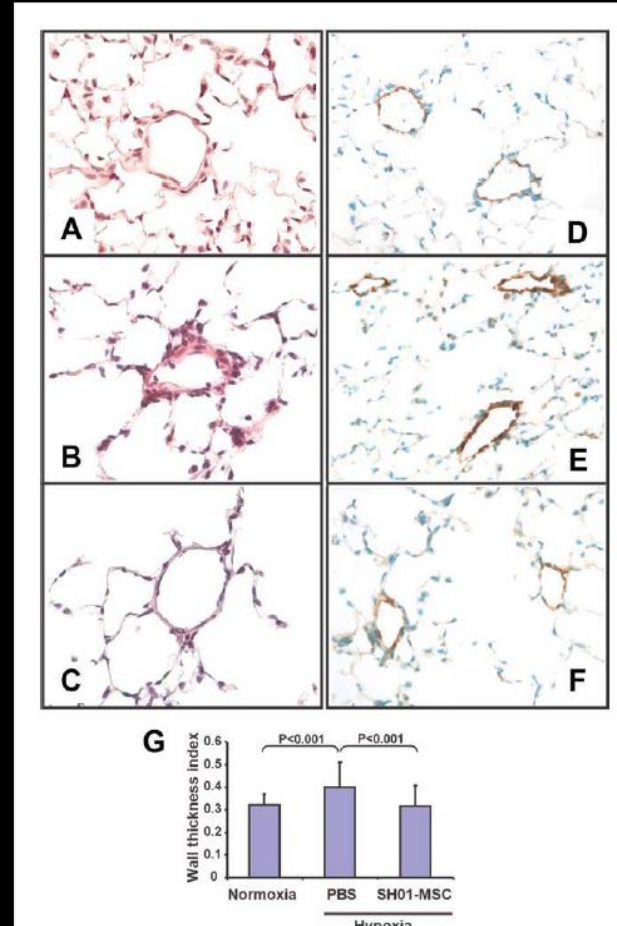 A
D
B
E
C
F
G
P<0.001 P<0.001
Wall thickness index
0.6
0.5
0.4
0.3
0.2
0.1
0
Normoxia PBS SH01-MSC
Hypoxia